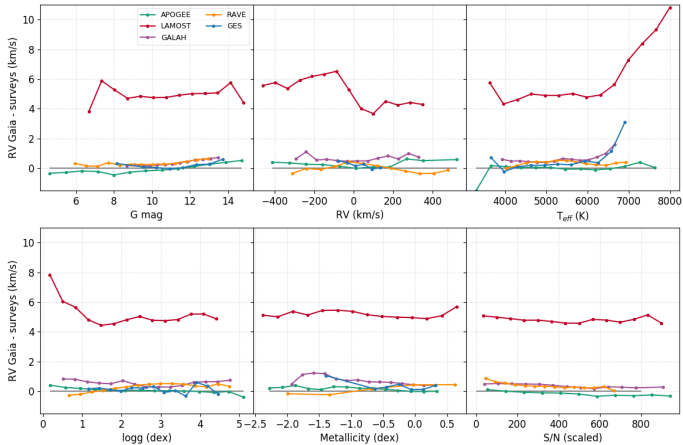 APOGEE
LAMOST
GALAH
RAVE
GES
RV Gaia - surveys (km/s)
0
2
4
6
8
10
6 8 10 12 14
G mag
−400 −200 0 200 400
RV (km/s)
4000 5000 6000 7000 8000
T_eff (K)
RV Gaia - surveys (km/s)
0
2
4
6
8
10
0 1 2 3 4 5
logg (dex)
−2.5 −2.0 −1.5 −1.0 −0.5 0.0 0.5
Metallicity (dex)
0 200 400 600 800
S/N (scaled)